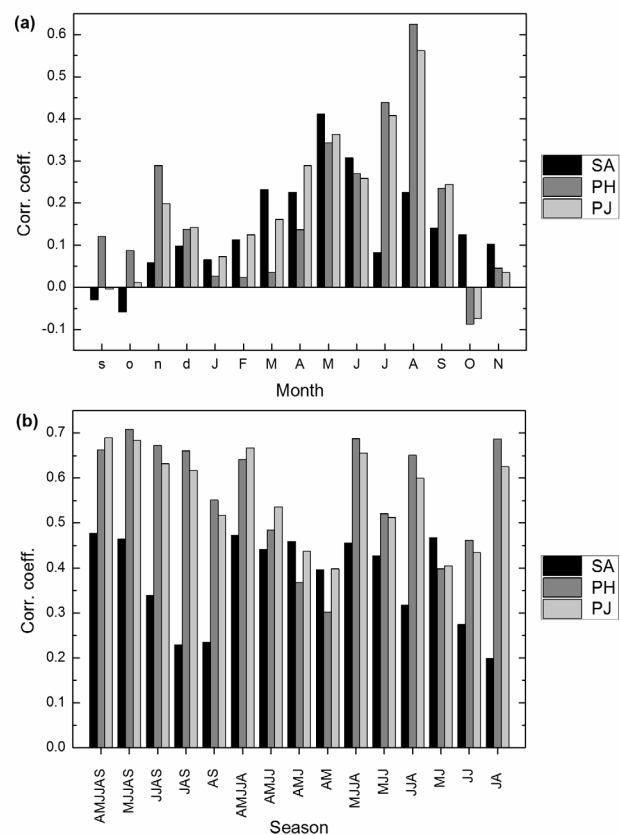 (a)
0.6
0.5
0.4
0.3
0.2
0.1
0.0
-0.1
Corr. coeff.
s o n d J F M A M J J A S O N
Month
SA
PH
PJ
(b)
0.7
0.6
0.5
0.4
0.3
0.2
0.1
0.0
Corr. coeff.
AMJJAS MJJAS JJAS JAS AS AMJJA AMJJ AMJ AM MJJA MJJ JJA MJ JJ JA
Season
SA
PH
PJ